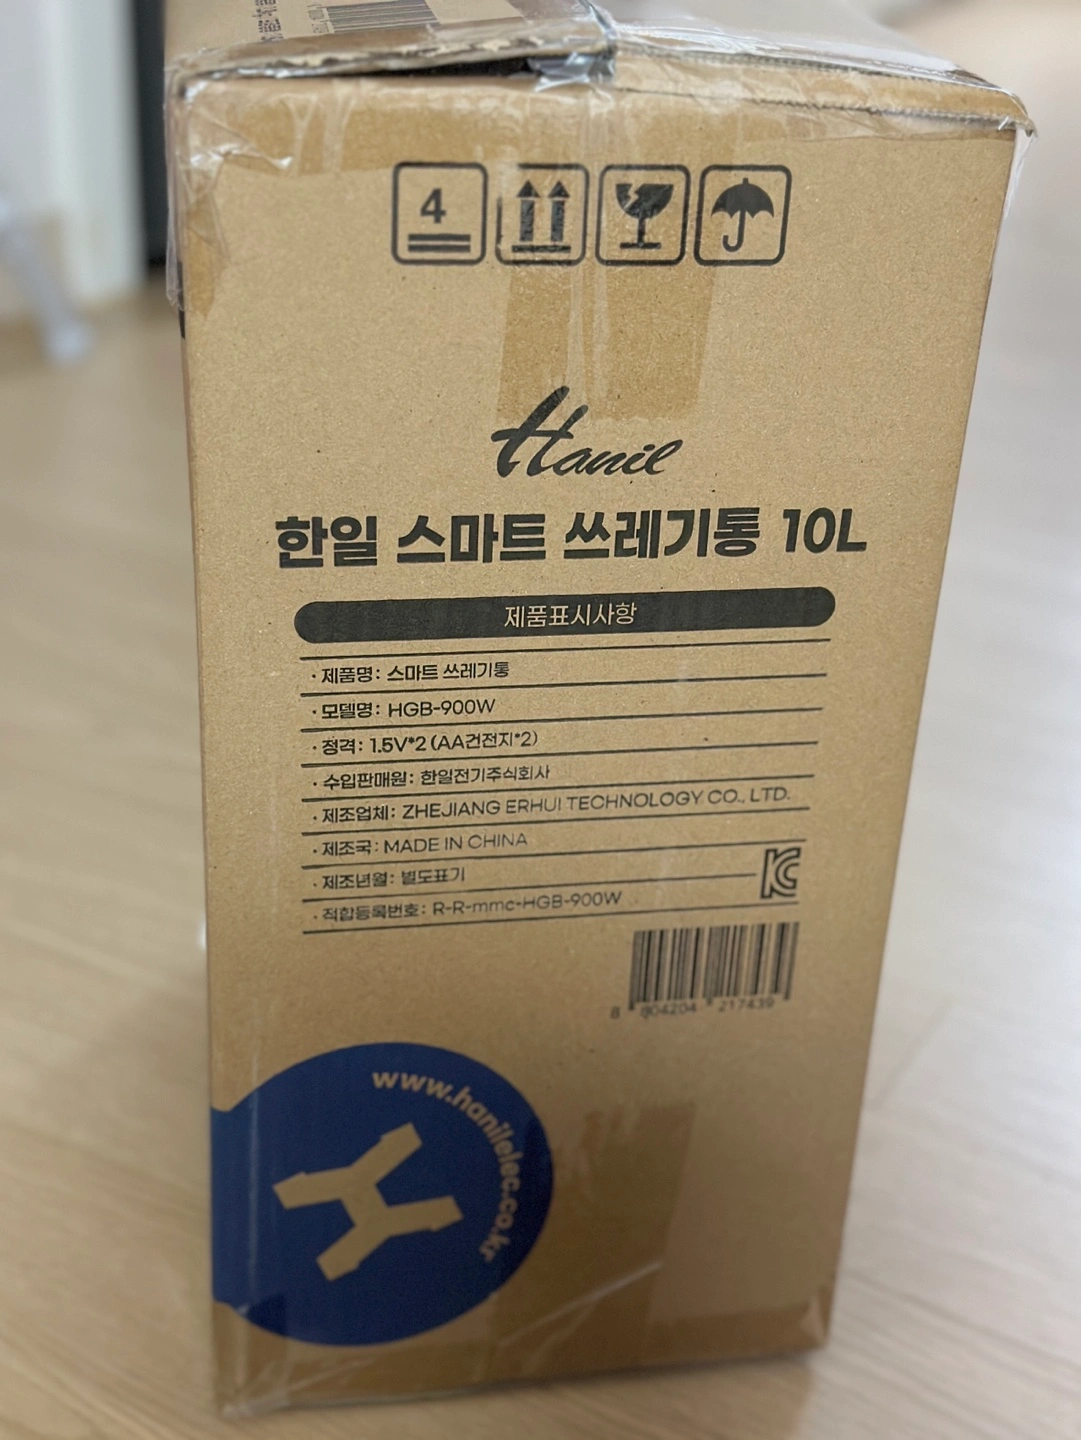 4
Hanil
한일 스마트 쓰레기통 10L
제품표시사항
· 제품명: 스마트 쓰레기통
· 모델명: HGB-900W
· 정격: 1.5V*2 (AA건전지*2)
· 수입판매원: 한일전기주식회사
· 제조업체: ZHEJIANG ERHUI TECHNOLOGY CO., LTD.
· 제조국: MADE IN CHINA
· 제조년월: 별도표기
· 적합등록번호: R-R-mmc-HGB-900W
KC
8 804204 217439
www.hanilelec.co.kr